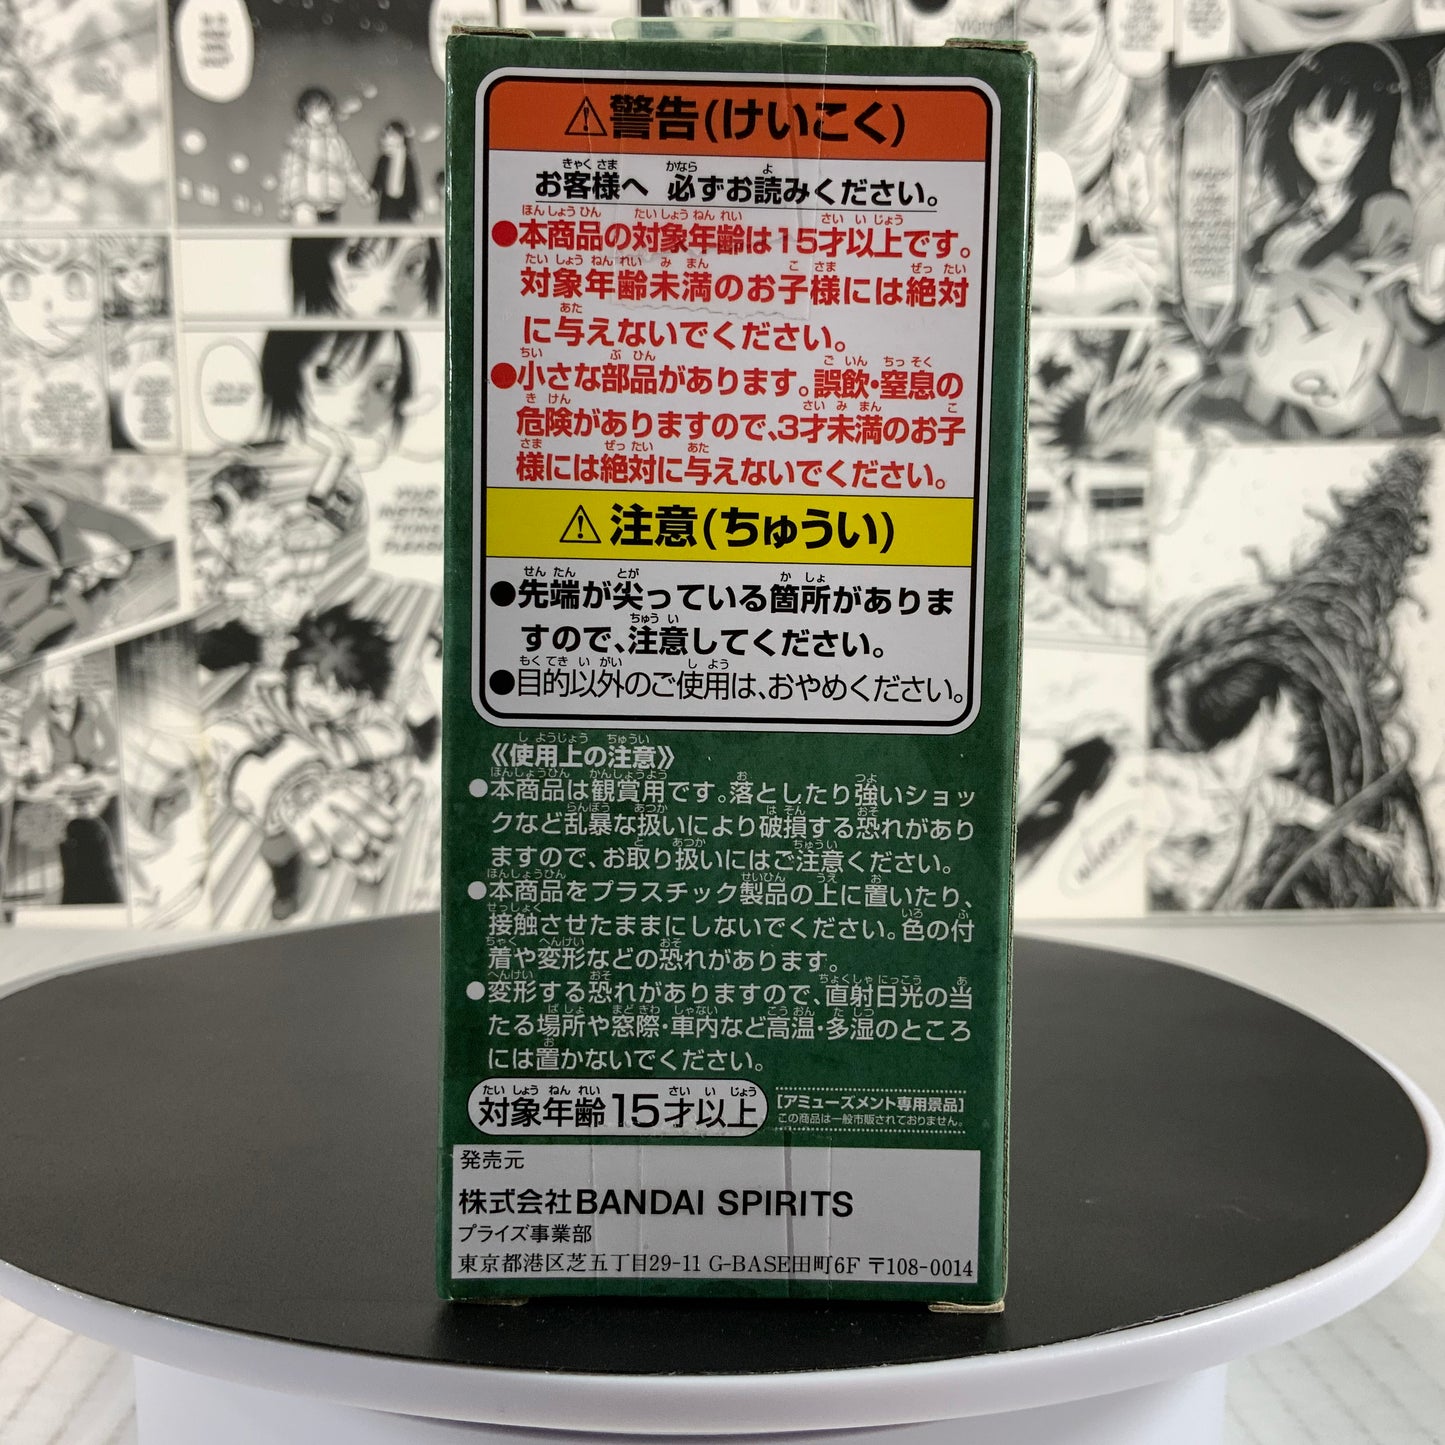 ⚠警告(けいこく)
お客様へ 必ずお読みください。
●本商品の対象年齢は15才以上です。
対象年齢未満のお子様には絶対
に与えないでください。
●小さな部品があります。誤飲・窒息の
危険がありますので、3才未満のお子
様には絶対に与えないでください。
⚠注意(ちゅうい)
●先端が尖っている箇所がありま
すので、注意してください。
●目的以外のご使用は、おやめください。
《使用上の注意》
●本商品は観賞用です。落としたり強いショッ
クなど乱暴な扱いにより破損する恐れがあり
ますので、お取り扱いにはご注意ください。
●本商品をプラスチック製品の上に置いたり、
接触させたままにしないでください。色の付
着や変形などの恐れがあります。
●変形する恐れがありますので、直射日光の当
たる場所や窓際・車内など高温・多湿のところ
には置かないでください。
対象年齢15才以上
[アミューズメント専用景品]
この商品は一般市販されておりません。
発売元
株式会社BANDAI SPIRITS
プライズ事業部
東京都港区芝五丁目29-11 G-BASE田町6F 〒108-0014